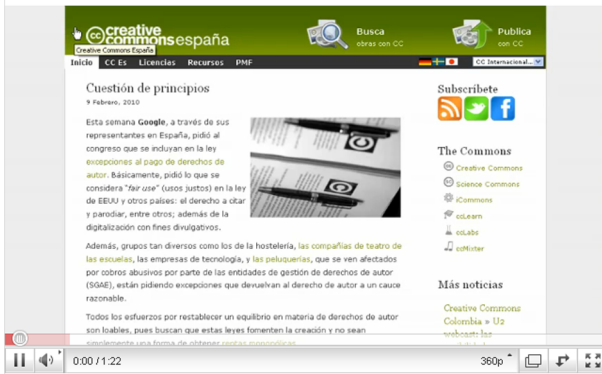 creative commons españa
Creative Commons España
Busca
obras con CC
Publica
con CC
Inicio CC Es Licencias Recursos PMF
CC Internacional...
Cuestión de principios
9 Febrero, 2010
Esta semana Google, a través de sus
representantes en España, pidió al
congreso que se incluyan en la ley
excepciones al pago de derechos de
autor. Básicamente, pidió lo que se
considera "fair use" (usos justos) en la ley
de EEUU y otros países: el derecho a citar
y parodiar, entre otros; además de la
digitalización con fines divulgativos.
Además, grupos tan diversos como los de la hostelería, las compañías de teatro de
las escuelas, las empresas de tecnología, y las peluquerías, que se ven afectados
por cobros abusivos por parte de las entidades de gestión de derechos de autor
(SGAE), están pidiendo excepciones que devuelvan al derecho de autor a un cauce
razonable.
Todos los esfuerzos por restablecer un equilibrio en materia de derechos de autor
son loables, pues buscan que estas leyes fomenten la creación y no sean
simplemente una forma de obtener rentas monopólicas.
Subscríbete
The Commons
Creative Commons
Science Commons
iCommons
ccLearn
ccLabs
ccMixter
Más noticias
Creative Commons
Colombia » U2
webcast: las
0:00 / 1:22
360p